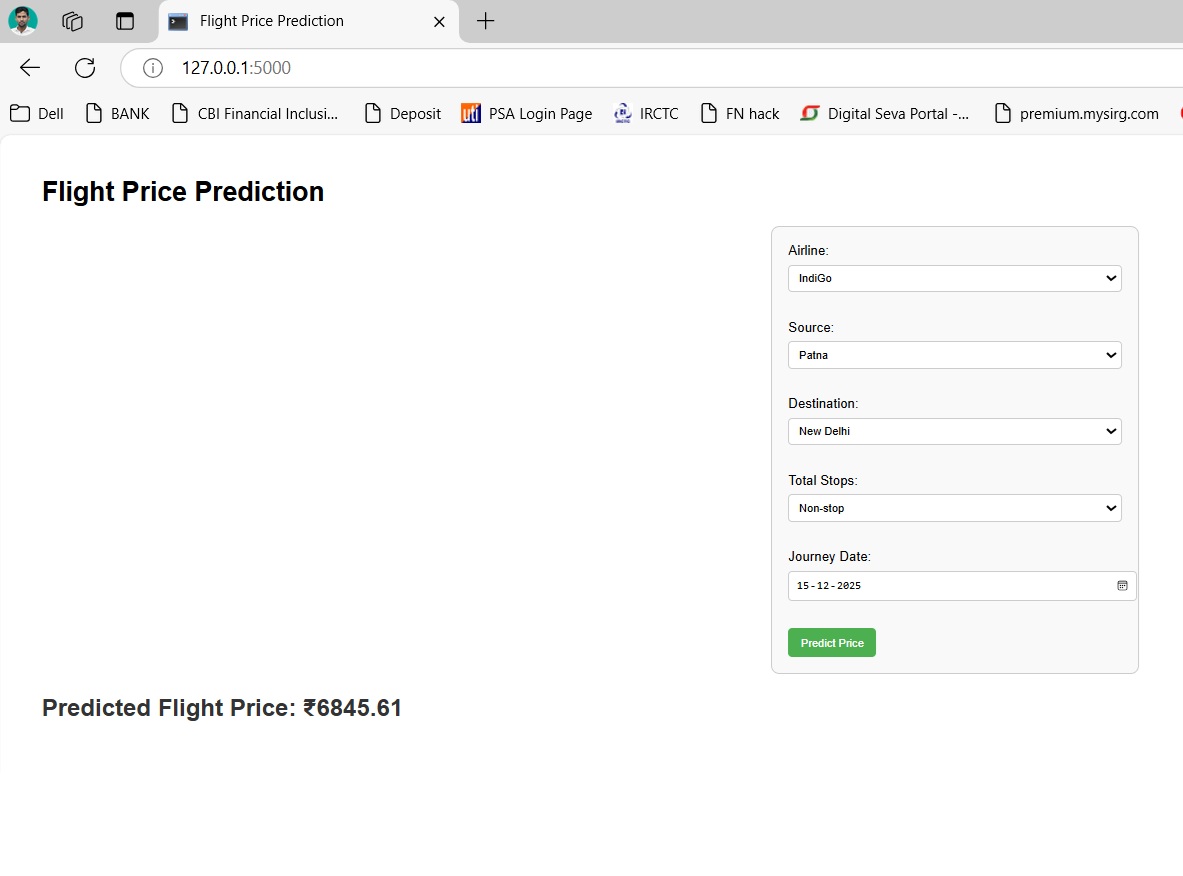 Flight Price Prediction
127.0.0.1:5000
Dell BANK CBI Financial Inclusi... Deposit uti PSA Login Page IRCTC FN hack Digital Seva Portal -... premium.mysirg.com
Flight Price Prediction
Airline:
IndiGo
Source:
Patna
Destination:
New Delhi
Total Stops:
Non-stop
Journey Date:
15-12-2025
Predict Price
Predicted Flight Price: ₹6845.61